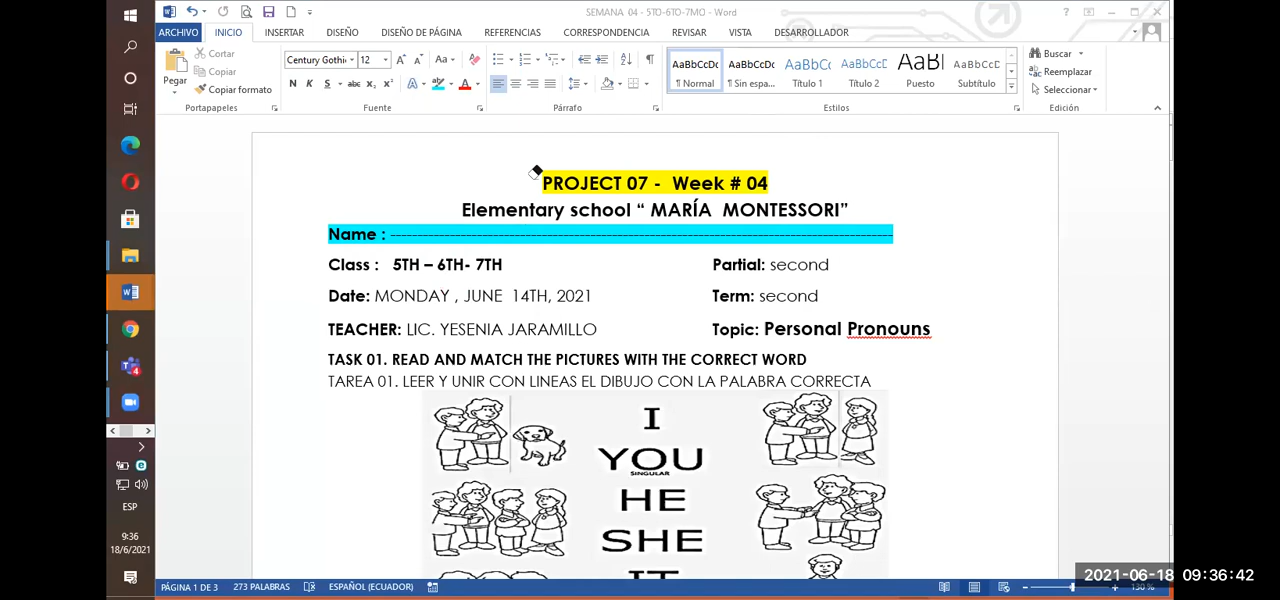 SEMANA 04 - 5TO-6TO-7MO - Word
ARCHIVO INICIO INSERTAR DISEÑO DISEÑO DE PÁGINA REFERENCIAS CORRESPONDENCIA REVISAR VISTA DESARROLLADOR
Pegar
Cortar
Copiar
Copiar formato
Portapapeles
Century Gothi 12
N K S abc x₂ x²
Fuente
Párrafo
AaBbCcDc AaBbCcDc AaBbCc AaBbCcC AaBl AaBbCcC
¶ Normal ¶ Sin espa... Título 1 Título 2 Puesto Subtítulo
Estilos
Buscar
Reemplazar
Seleccionar
Edición
PROJECT 07 - Week # 04
Elementary school “ MARÍA MONTESSORI”
Name : ------------------------------------------------------------
Class : 5TH – 6TH- 7TH Partial: second
Date: MONDAY , JUNE 14TH, 2021 Term: second
TEACHER: LIC. YESENIA JARAMILLO Topic: Personal Pronouns
TASK 01. READ AND MATCH THE PICTURES WITH THE CORRECT WORD
TAREA 01. LEER Y UNIR CON LINEAS EL DIBUJO CON LA PALABRA CORRECTA
I
YOU
SINGULAR
HE
SHE
IT
ESP
9:36
18/6/2021
PÁGINA 1 DE 3 273 PALABRAS ESPAÑOL (ECUADOR) 130 %
2021-06-18 09:36:42